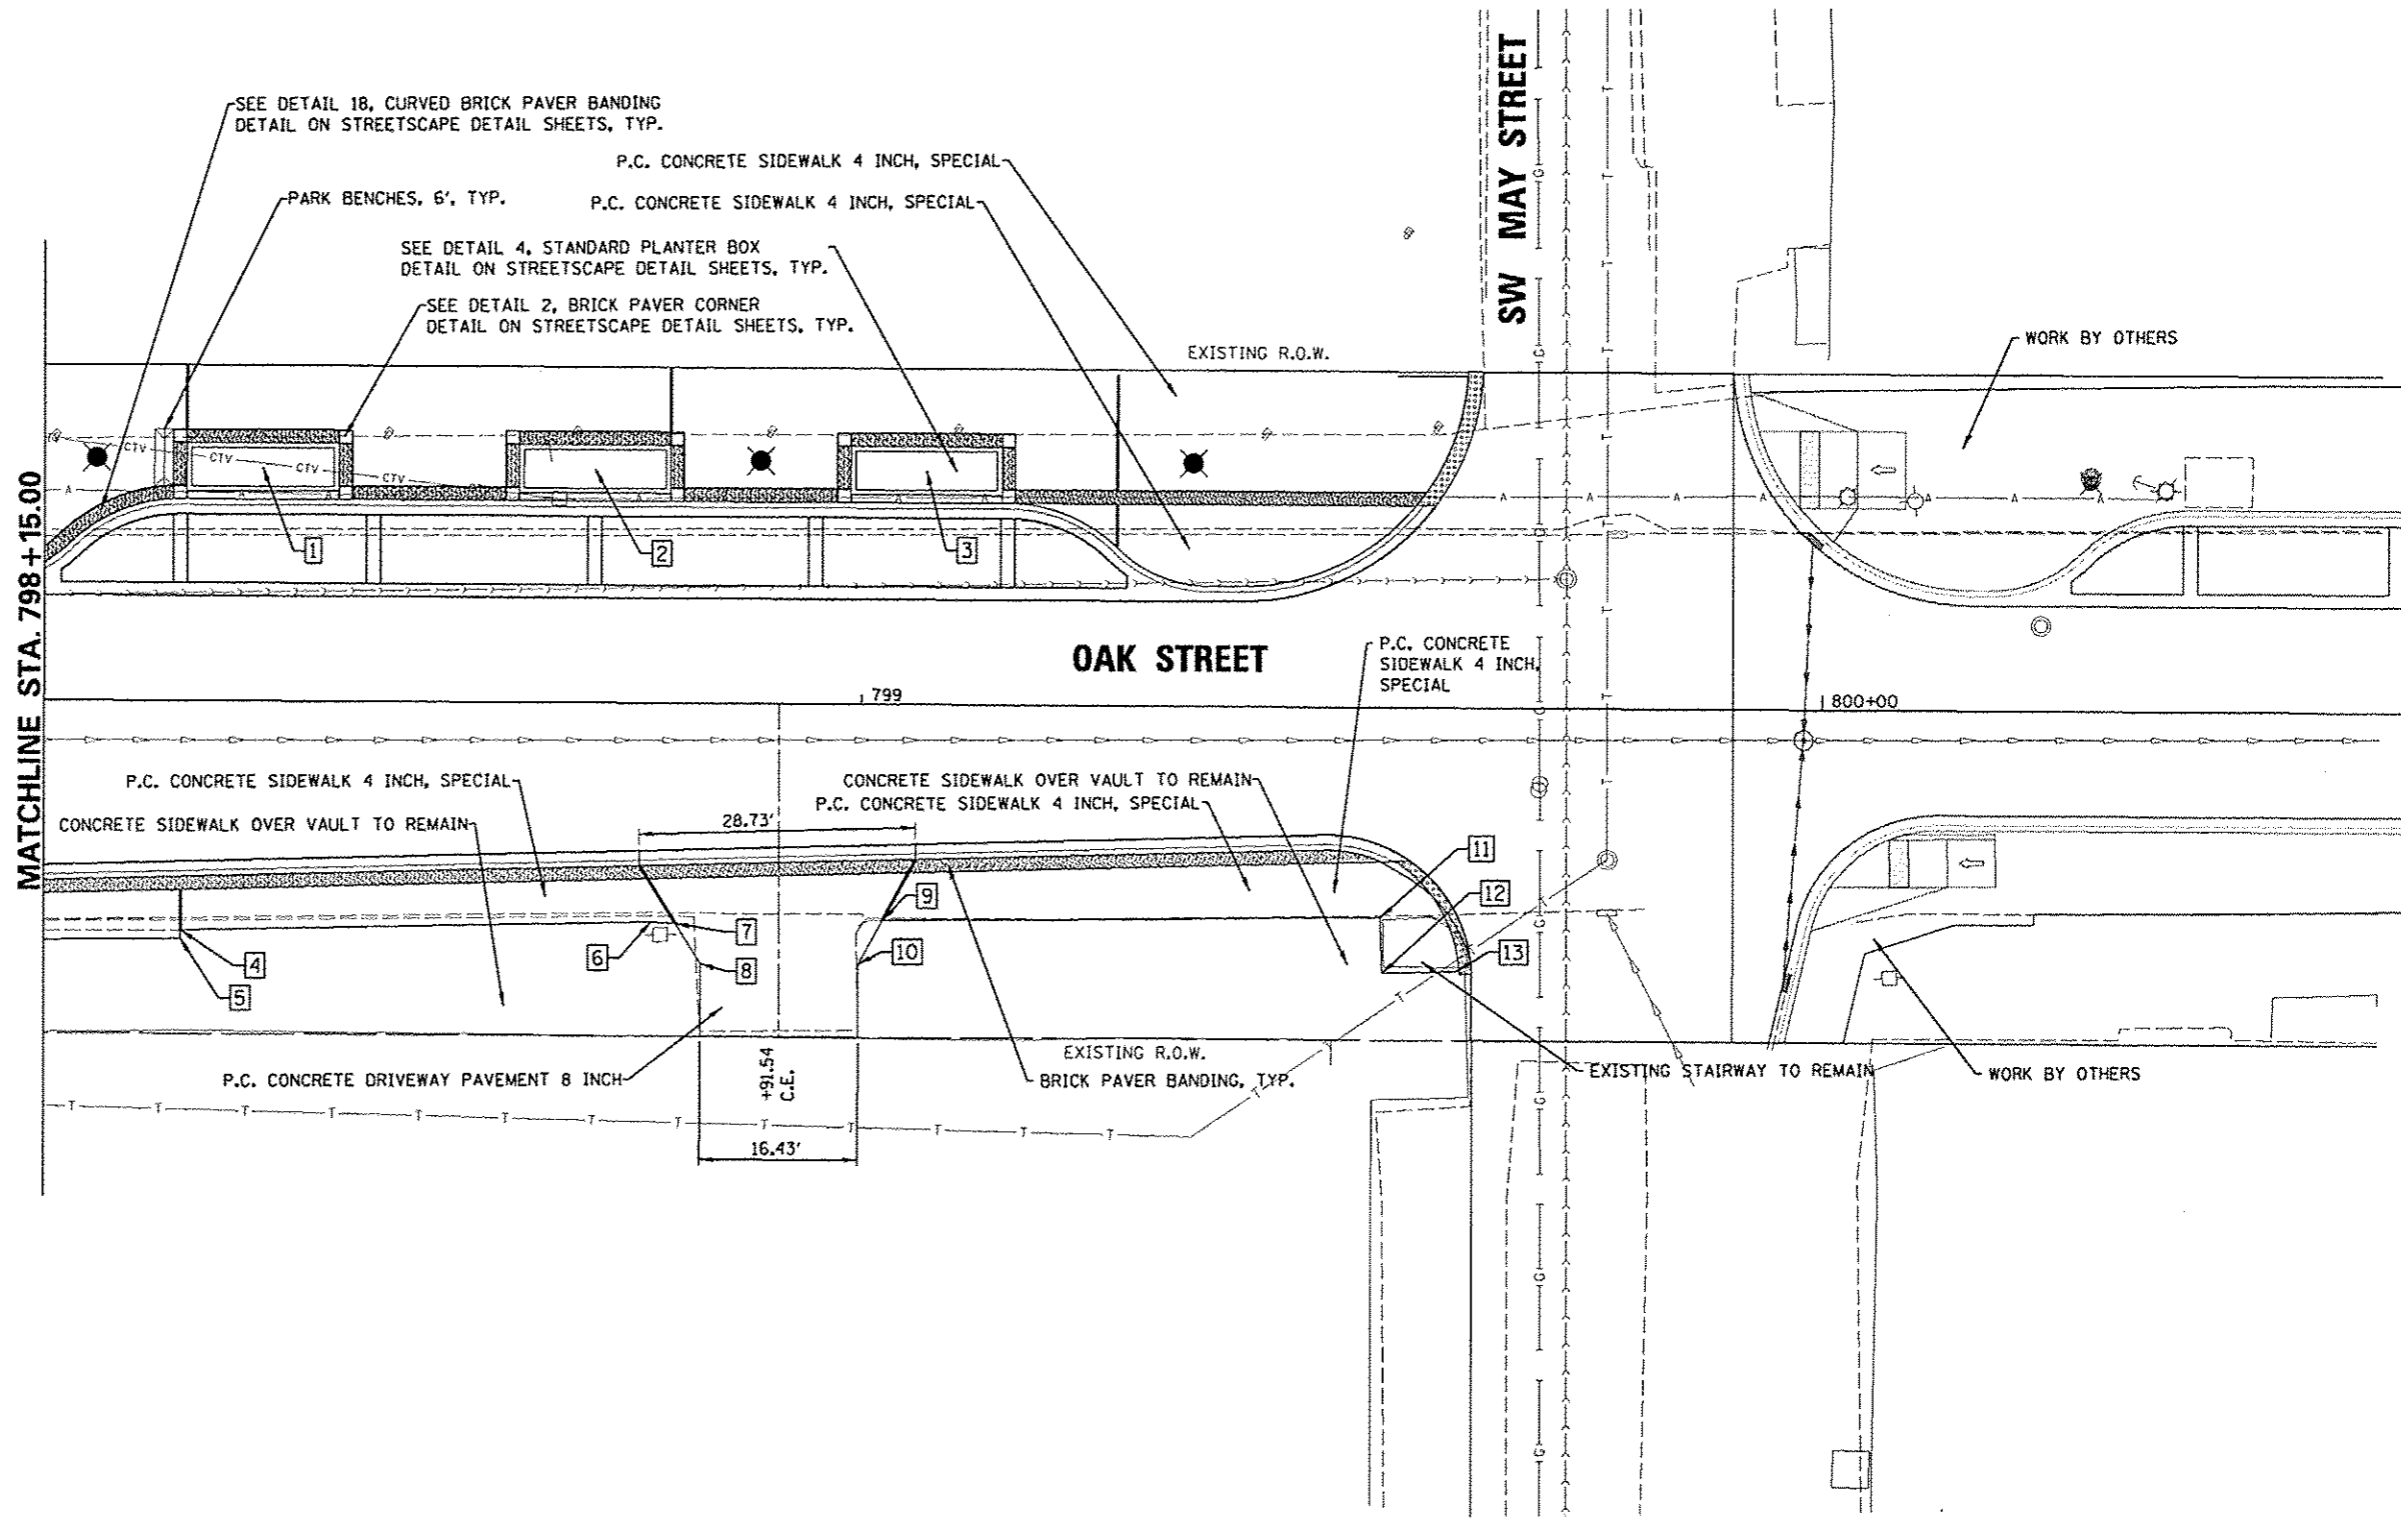 SEE DETAIL 18, CURVED BRICK PAVER BANDING
DETAIL ON STREETSCAPE DETAIL SHEETS, TYP.
P.C. CONCRETE SIDEWALK 4 INCH, SPECIAL
PARK BENCHES, 6', TYP.
P.C. CONCRETE SIDEWALK 4 INCH, SPECIAL
SEE DETAIL 4, STANDARD PLANTER BOX
DETAIL ON STREETSCAPE DETAIL SHEETS, TYP.
SEE DETAIL 2, BRICK PAVER CORNER
DETAIL ON STREETSCAPE DETAIL SHEETS, TYP.
SW MAY STREET
EXISTING R.O.W.
WORK BY OTHERS
CTV CTV CTV CTV
A A A A A A A A A A A
1
2
3
MATCHLINE STA. 798+15.00
OAK STREET
P.C. CONCRETE
SIDEWALK 4 INCH,
SPECIAL
799
800+00
P.C. CONCRETE SIDEWALK 4 INCH, SPECIAL
CONCRETE SIDEWALK OVER VAULT TO REMAIN
CONCRETE SIDEWALK OVER VAULT TO REMAIN
P.C. CONCRETE SIDEWALK 4 INCH, SPECIAL
28.73'
4
5
6
7
8
9
10
11
12
13
EXISTING R.O.W.
P.C. CONCRETE DRIVEWAY PAVEMENT 8 INCH
+91.54
C.E.
BRICK PAVER BANDING, TYP.
EXISTING STAIRWAY TO REMAIN
WORK BY OTHERS
T T T T T T T T T T T T T
16.43'
G G G G G G G G G G